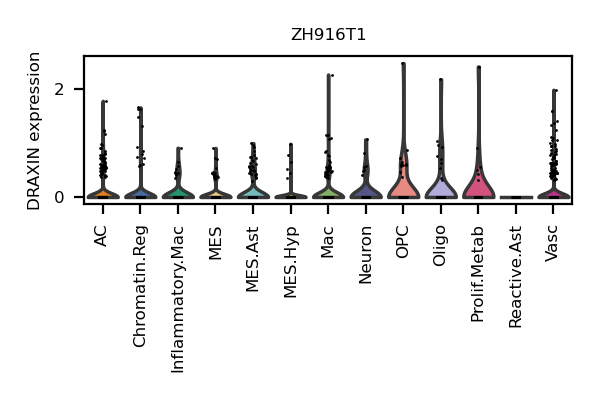 ZH916T1
DRAXIN expression
2
0
AC
Chromatin.Reg
Inflammatory.Mac
MES
MES.Ast
MES.Hyp
Mac
Neuron
OPC
Oligo
Prolif.Metab
Reactive.Ast
Vasc